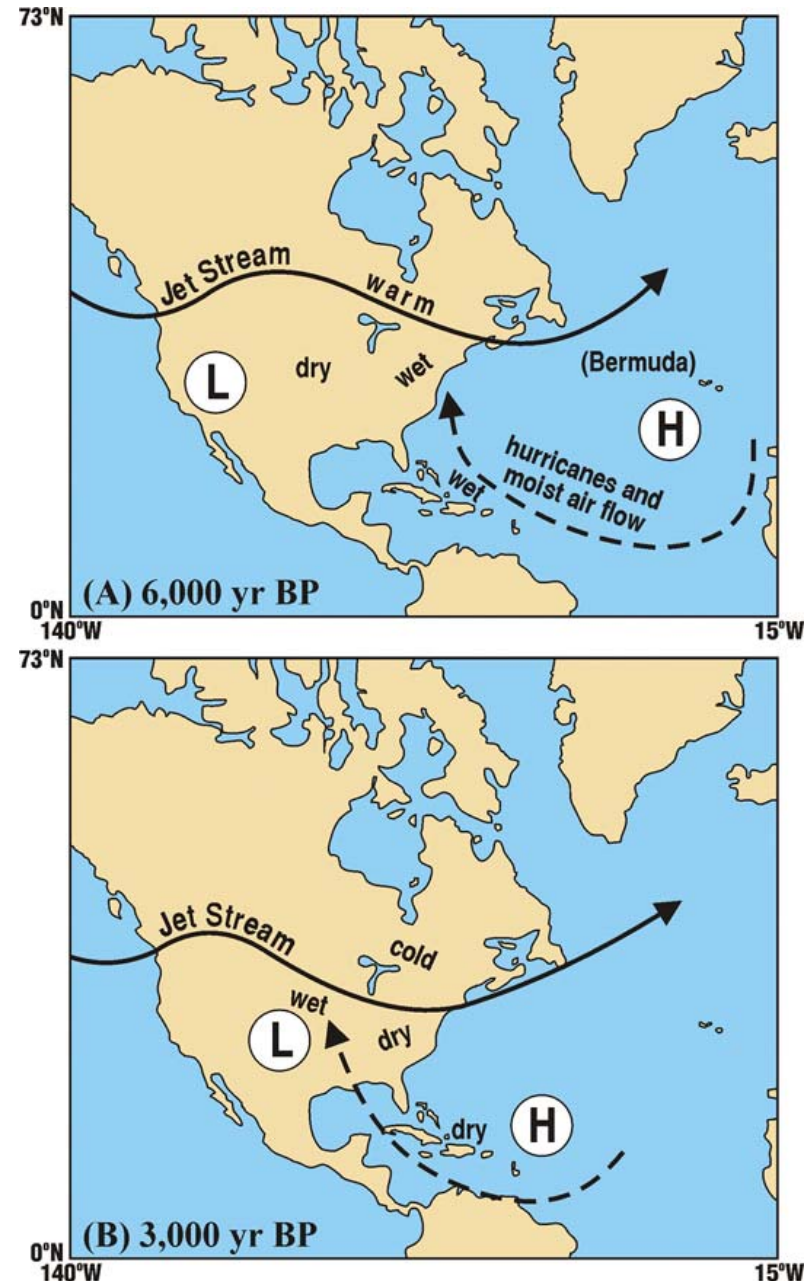 73°N
Jet Stream
warm
L
dry
wet
(Bermuda)
H
hurricanes and
moist air flow
wet
(A) 6,000 yr BP
0°N
140°W
15°W
73°N
Jet Stream
cold
wet
L
dry
dry
H
(B) 3,000 yr BP
0°N
140°W
15°W